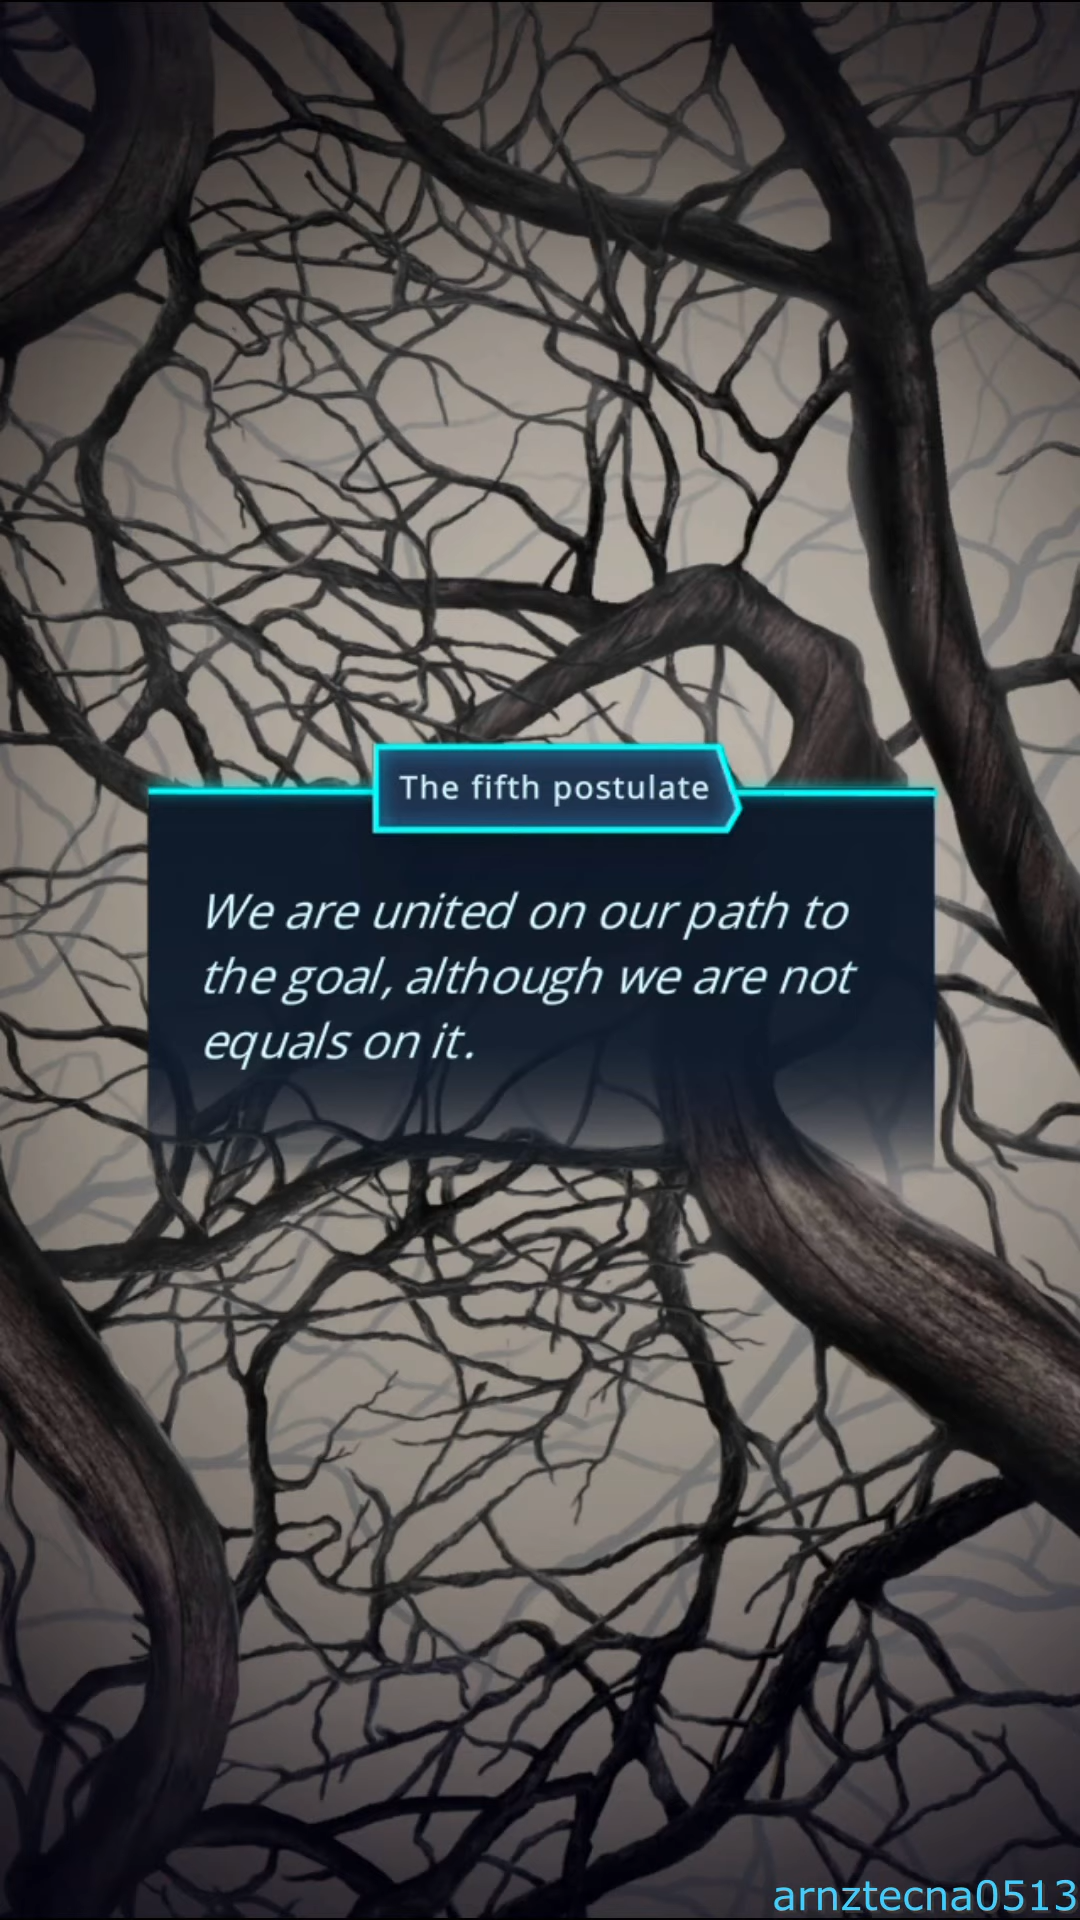 The fifth postulate
We are united on our path to
the goal, although we are not
equals on it.
arnztecna0513